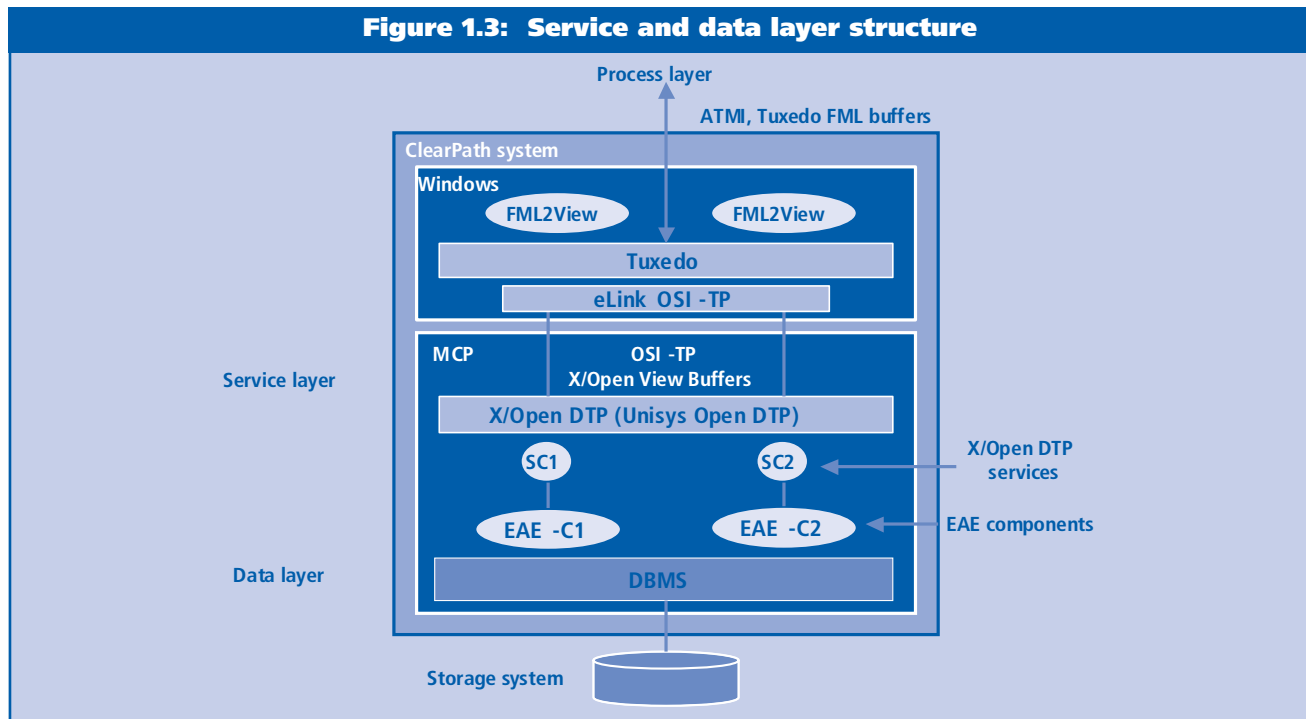 Figure 1.3: Service and data layer structure
Process layer
ATMI, Tuxedo FML buffers
ClearPath system
Windows
FML2View
FML2View
Tuxedo
eLink OSI -TP
MCP
OSI -TP
X/Open View Buffers
Service layer
X/Open DTP (Unisys Open DTP)
SC1
SC2
X/Open DTP
services
EAE -C1
EAE -C2
EAE components
Data layer
DBMS
Storage system